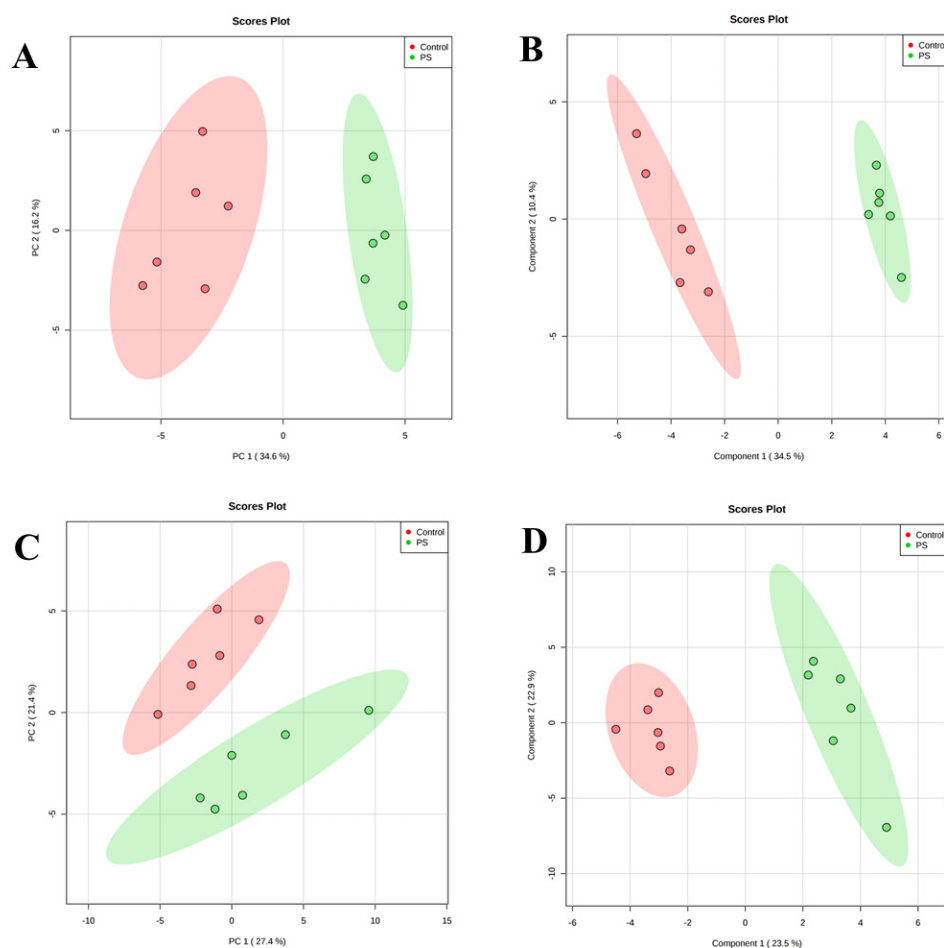 A
Scores Plot
Control
PS
PC 2 ( 16.2 %)
5
0
-5
-5
0
5
PC 1 ( 34.6 %)
B
Scores Plot
Control
PS
Component 2 ( 10.4 %)
5
0
-5
-6
-4
-2
0
2
4
6
Component 1 ( 34.5 %)
C
Scores Plot
Control
PS
PC 2 ( 21.4 %)
5
0
-5
-10
-5
0
5
10
15
PC 1 ( 27.4 %)
D
Scores Plot
Control
PS
Component 2 ( 22.9 %)
10
5
0
-5
-10
-6
-4
-2
0
2
4
6
Component 1 ( 23.5 %)